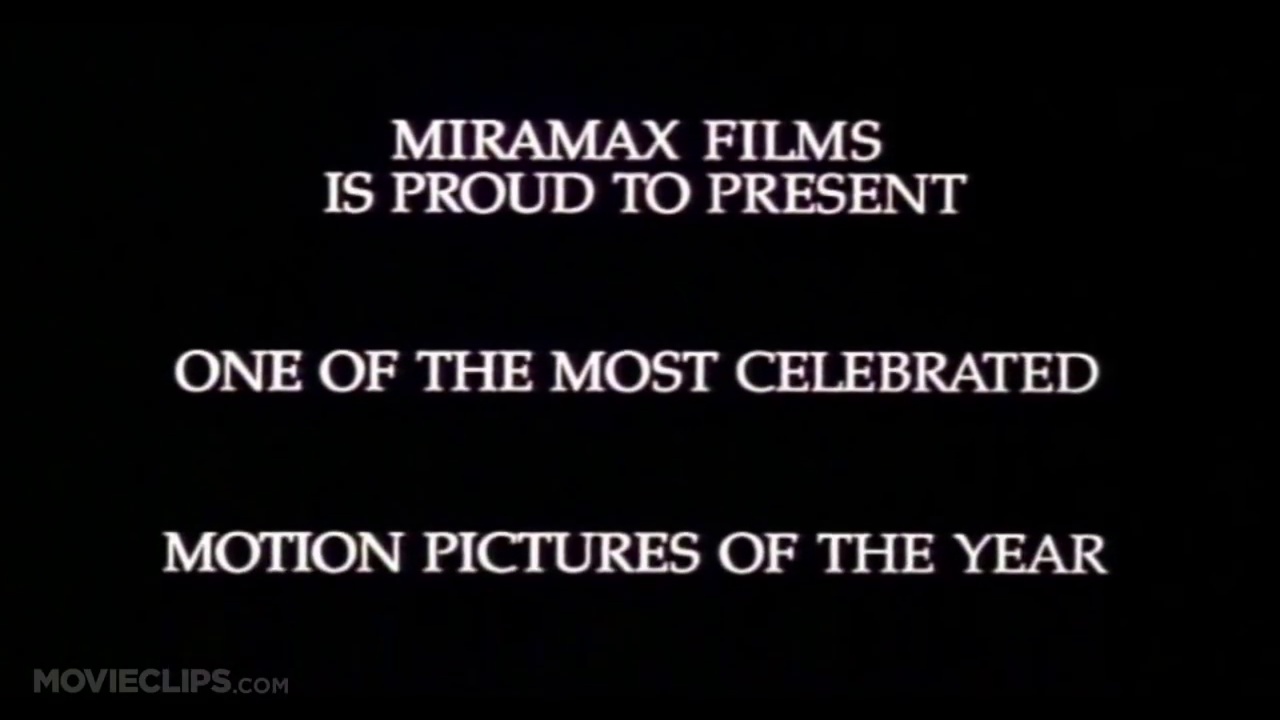 MIRAMAX FILMS
IS PROUD TO PRESENT
ONE OF THE MOST CELEBRATED
MOTION PICTURES OF THE YEAR
MOVIECLIPS.COM